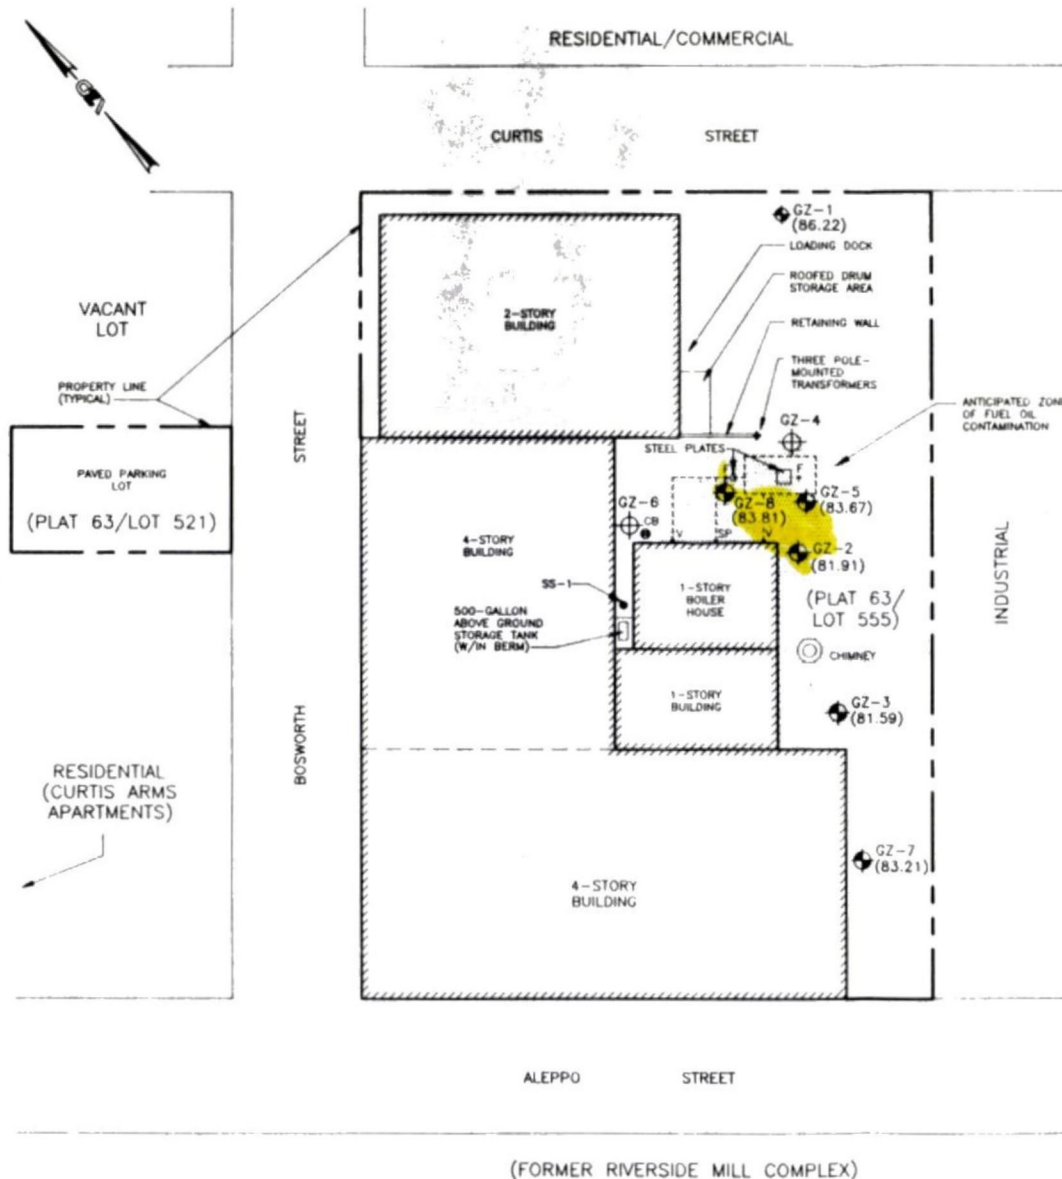 RESIDENTIAL/COMMERCIAL
CURTIS STREET
GZ-1
(86.22)
LOADING DOCK
ROOFED DRUM
STORAGE AREA
RETAINING WALL
THREE POLE-
MOUNTED
TRANSFORMERS
ANTICIPATED ZONE
OF FUEL OIL
CONTAMINATION
VACANT
LOT
2-STORY
BUILDING
PROPERTY LINE
(TYPICAL)
STREET
BOSWORTH
PAVED PARKING
LOT
(PLAT 63/LOT 521)
GZ-4
STEEL PLATES
F
GZ-6
CB
GZ-8
(83.81)
GZ-5
(83.67)
V
SP
V
GZ-2
(81.91)
4-STORY
BUILDING
SS-1
500-GALLON
ABOVE GROUND
STORAGE TANK
(W/IN BERM)
1-STORY
BOILER
HOUSE
(PLAT 63/
LOT 555)
CHIMNEY
INDUSTRIAL
1-STORY
BUILDING
GZ-3
(81.59)
RESIDENTIAL
(CURTIS ARMS
APARTMENTS)
GZ-7
(83.21)
4-STORY
BUILDING
ALEPPO STREET
(FORMER RIVERSIDE MILL COMPLEX)